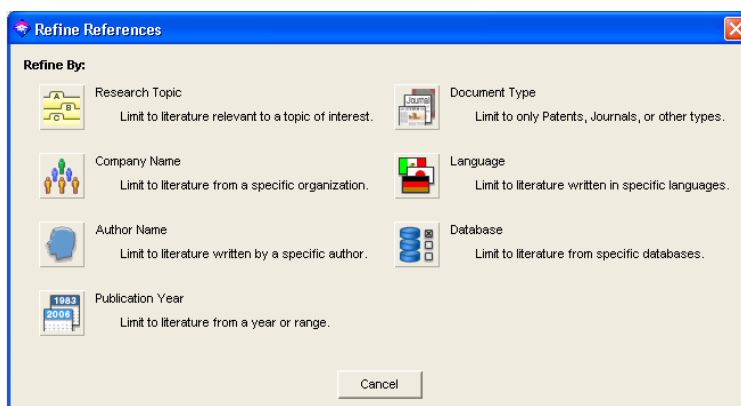 Refine References
Refine By:
Research Topic
Limit to literature relevant to a topic of interest.
Company Name
Limit to literature from a specific organization.
Author Name
Limit to literature written by a specific author.
1983
2006
Publication Year
Limit to literature from a year or range.
Journal
Document Type
Limit to only Patents, Journals, or other types.
Language
Limit to literature written in specific languages.
Database
Limit to literature from specific databases.
A
B
C
Cancel